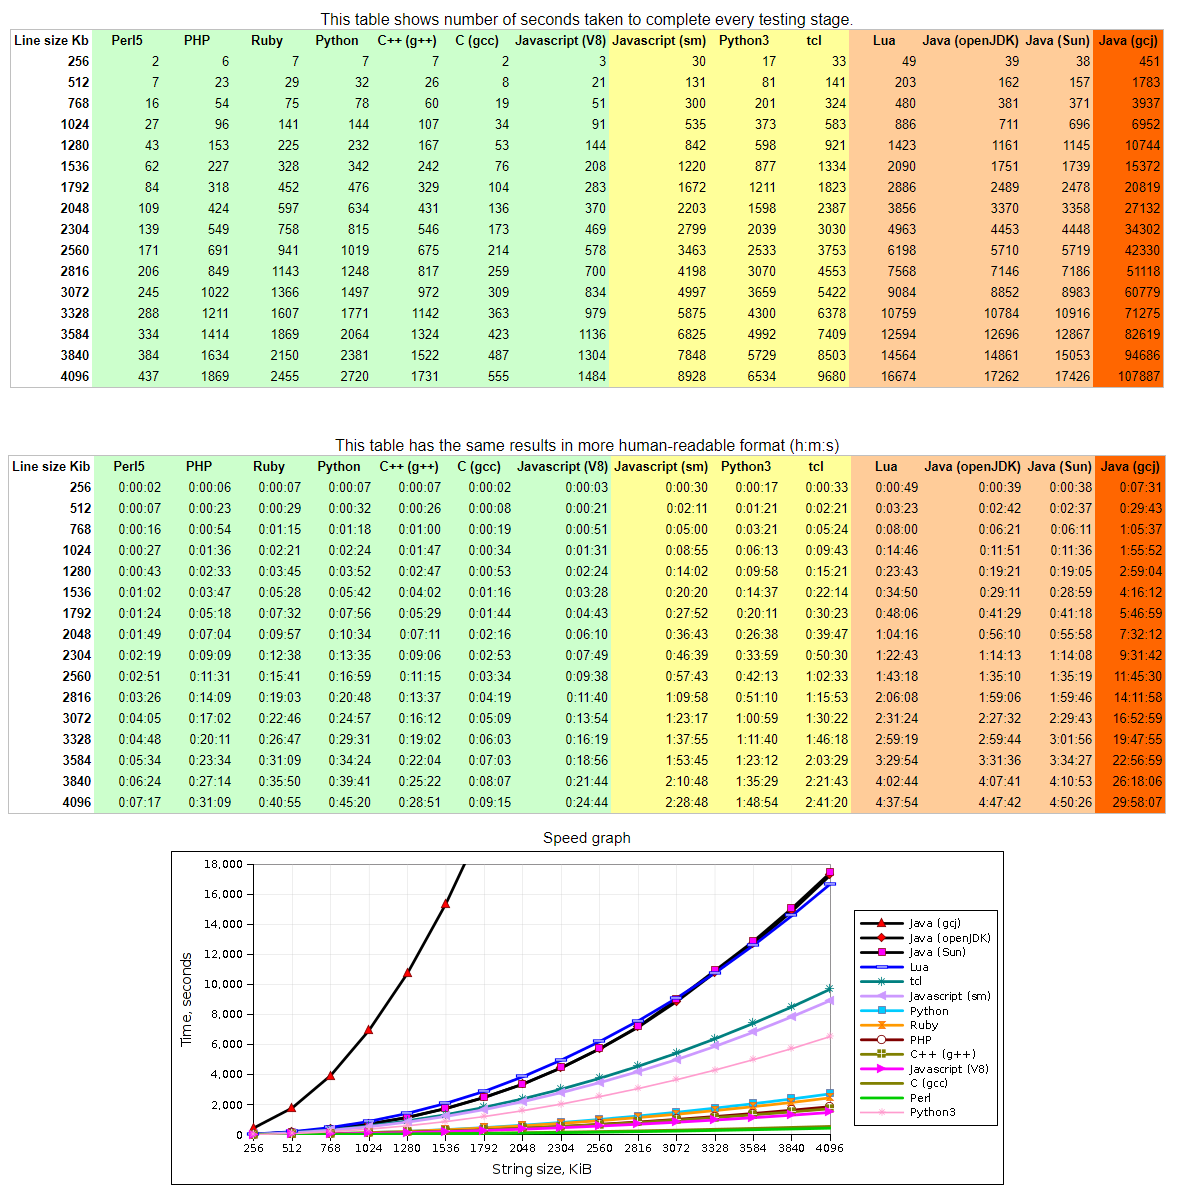 This table shows number of seconds taken to complete every testing stage.
Line size Kb Perl5 PHP Ruby Python C++ (g++) C (gcc) Javascript (V8) Javascript (sm) Python3 tcl Lua Java (openJDK) Java (Sun) Java (gcj)
256 2 6 7 7 7 2 3 30 17 33 49 39 38 451
512 7 23 29 32 26 8 21 131 81 141 203 162 157 1783
768 16 54 75 78 60 19 51 300 201 324 480 381 371 3937
1024 27 96 141 144 107 34 91 535 373 583 886 711 696 6952
1280 43 153 225 232 167 53 144 842 598 921 1423 1161 1145 10744
1536 62 227 328 342 242 76 208 1220 877 1334 2090 1751 1739 15372
1792 84 318 452 476 329 104 283 1672 1211 1823 2886 2489 2478 20819
2048 109 424 597 634 431 136 370 2203 1598 2387 3856 3370 3358 27132
2304 139 549 758 815 546 173 469 2799 2039 3030 4963 4453 4448 34302
2560 171 691 941 1019 675 214 578 3463 2533 3753 6198 5710 5719 42330
2816 206 849 1143 1248 817 259 700 4198 3070 4553 7568 7146 7186 51118
3072 245 1022 1366 1497 972 309 834 4997 3659 5422 9084 8852 8983 60779
3328 288 1211 1607 1771 1142 363 979 5875 4300 6378 10759 10784 10916 71275
3584 334 1414 1869 2064 1324 423 1136 6825 4992 7409 12594 12696 12867 82619
3840 384 1634 2150 2381 1522 487 1304 7848 5729 8503 14564 14861 15053 94686
4096 437 1869 2455 2720 1731 555 1484 8928 6534 9680 16674 17262 17426 107887
This table has the same results in more human-readable format (h:m:s)
Line size Kib Perl5 PHP Ruby Python C++ (g++) C (gcc) Javascript (V8) Javascript (sm) Python3 tcl Lua Java (openJDK) Java (Sun) Java (gcj)
256 0:00:02 0:00:06 0:00:07 0:00:07 0:00:07 0:00:02 0:00:03 0:00:30 0:00:17 0:00:33 0:00:49 0:00:39 0:00:38 0:07:31
512 0:00:07 0:00:23 0:00:29 0:00:32 0:00:26 0:00:08 0:00:21 0:02:11 0:01:21 0:02:21 0:03:23 0:02:42 0:02:37 0:29:43
768 0:00:16 0:00:54 0:01:15 0:01:18 0:01:00 0:00:19 0:00:51 0:05:00 0:03:21 0:05:24 0:08:00 0:06:21 0:06:11 1:05:37
1024 0:00:27 0:01:36 0:02:21 0:02:24 0:01:47 0:00:34 0:01:31 0:08:55 0:06:13 0:09:43 0:14:46 0:11:51 0:11:36 1:55:52
1280 0:00:43 0:02:33 0:03:45 0:03:52 0:02:47 0:00:53 0:02:24 0:14:02 0:09:58 0:15:21 0:23:43 0:19:21 0:19:05 2:59:04
1536 0:01:02 0:03:47 0:05:28 0:05:42 0:04:02 0:01:16 0:03:28 0:20:20 0:14:37 0:22:14 0:34:50 0:29:11 0:28:59 4:16:12
1792 0:01:24 0:05:18 0:07:32 0:07:56 0:05:29 0:01:44 0:04:43 0:27:52 0:20:11 0:30:23 0:48:06 0:41:29 0:41:18 5:46:59
2048 0:01:49 0:07:04 0:09:57 0:10:34 0:07:11 0:02:16 0:06:10 0:36:43 0:26:38 0:39:47 1:04:16 0:56:10 0:55:58 7:32:12
2304 0:02:19 0:09:09 0:12:38 0:13:35 0:09:06 0:02:53 0:07:49 0:46:39 0:33:59 0:50:30 1:22:43 1:14:13 1:14:08 9:31:42
2560 0:02:51 0:11:31 0:15:41 0:16:59 0:11:15 0:03:34 0:09:38 0:57:43 0:42:13 1:02:33 1:43:18 1:35:10 1:35:19 11:45:30
2816 0:03:26 0:14:09 0:19:03 0:20:48 0:13:37 0:04:19 0:11:40 1:09:58 0:51:10 1:15:53 2:06:08 1:59:06 1:59:46 14:11:58
3072 0:04:05 0:17:02 0:22:46 0:24:57 0:16:12 0:05:09 0:13:54 1:23:17 1:00:59 1:30:22 2:31:24 2:27:32 2:29:43 16:52:59
3328 0:04:48 0:20:11 0:26:47 0:29:31 0:19:02 0:06:03 0:16:19 1:37:55 1:11:40 1:46:18 2:59:19 2:59:44 3:01:56 19:47:55
3584 0:05:34 0:23:34 0:31:09 0:34:24 0:22:04 0:07:03 0:18:56 1:53:45 1:23:12 2:03:29 3:29:54 3:31:36 3:34:27 22:56:59
3840 0:06:24 0:27:14 0:35:50 0:39:41 0:25:22 0:08:07 0:21:44 2:10:48 1:35:29 2:21:43 4:02:44 4:07:41 4:10:53 26:18:06
4096 0:07:17 0:31:09 0:40:55 0:45:20 0:28:51 0:09:15 0:24:44 2:28:48 1:48:54 2:41:20 4:37:54 4:47:42 4:50:26 29:58:07
Speed graph
18,000
16,000
14,000
12,000
10,000
8,000
6,000
4,000
2,000
0
Time, seconds
256 512 768 1024 1280 1536 1792 2048 2304 2560 2816 3072 3328 3584 3840 4096
String size, KiB
Java (gcj)
Java (openJDK)
Java (Sun)
Lua
tcl
Javascript (sm)
Python
Ruby
PHP
C++ (g++)
Javascript (V8)
C (gcc)
Perl
Python3